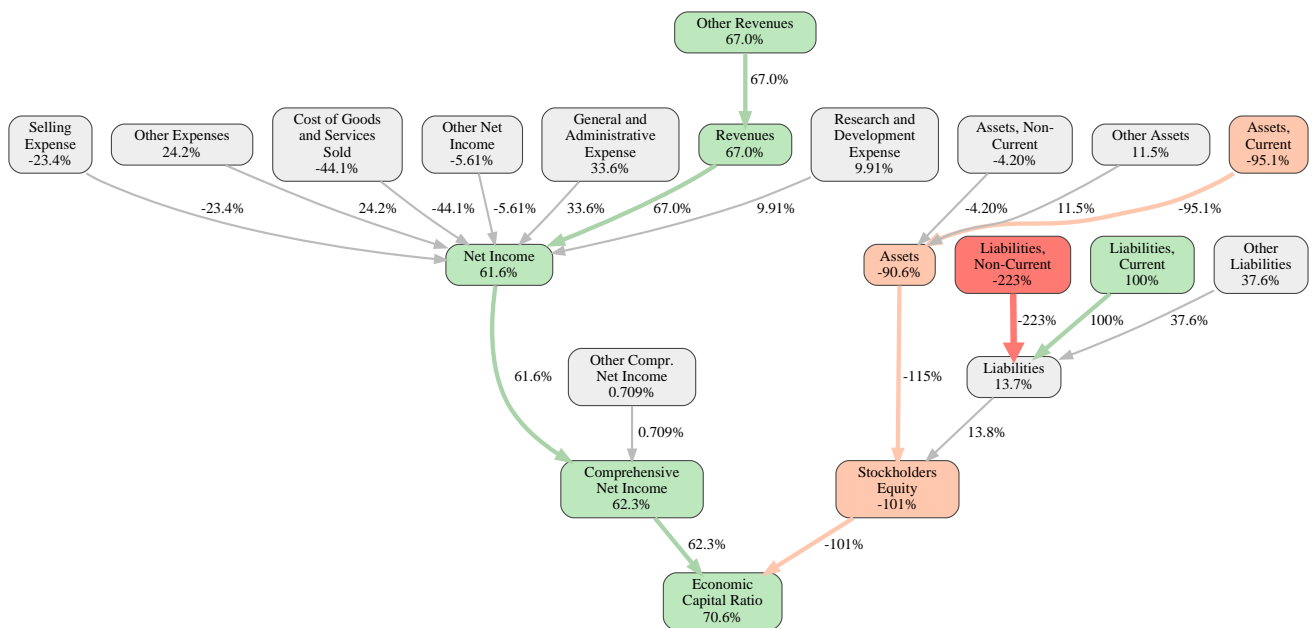 Other Revenues
67.0%
67.0%
Selling
Expense
-23.4%
Other Expenses
24.2%
Cost of Goods
and Services
Sold
-44.1%
Other Net
Income
-5.61%
General and
Administrative
Expense
33.6%
Revenues
67.0%
Research and
Development
Expense
9.91%
Assets, Non-
Current
-4.20%
Other Assets
11.5%
Assets,
Current
-95.1%
-23.4%
24.2%
-44.1%
-5.61%
33.6%
67.0%
9.91%
-4.20%
11.5%
-95.1%
Net Income
61.6%
Assets
-90.6%
Liabilities,
Non-Current
-223%
Liabilities,
Current
100%
Other
Liabilities
37.6%
-223%
100%
37.6%
61.6%
Other Compr.
Net Income
0.709%
-115%
Liabilities
13.7%
0.709%
13.8%
Comprehensive
Net Income
62.3%
Stockholders
Equity
-101%
62.3%
-101%
Economic
Capital Ratio
70.6%